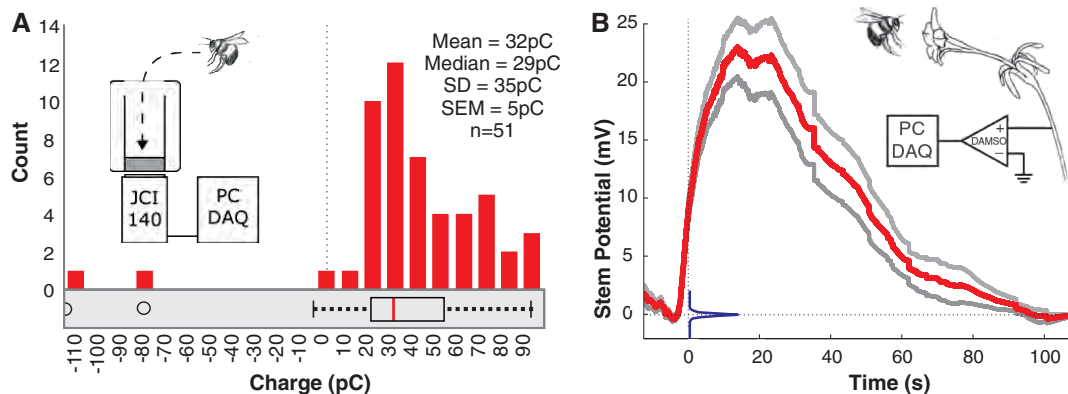 A
14
12
10
8
6
4
2
0
Count
Mean = 32pC
Median = 29pC
SD = 35pC
SEM = 5pC
n=51
JCI
140
PC
DAQ
-110
-100
-90
-80
-70
-60
-50
-40
-30
-20
-10
0
10
20
30
40
50
60
70
80
90
Charge (pC)
B
25
20
15
10
5
0
Stem Potential (mV)
PC
DAQ
DAMSO
+
−
0
20
40
60
80
100
Time (s)